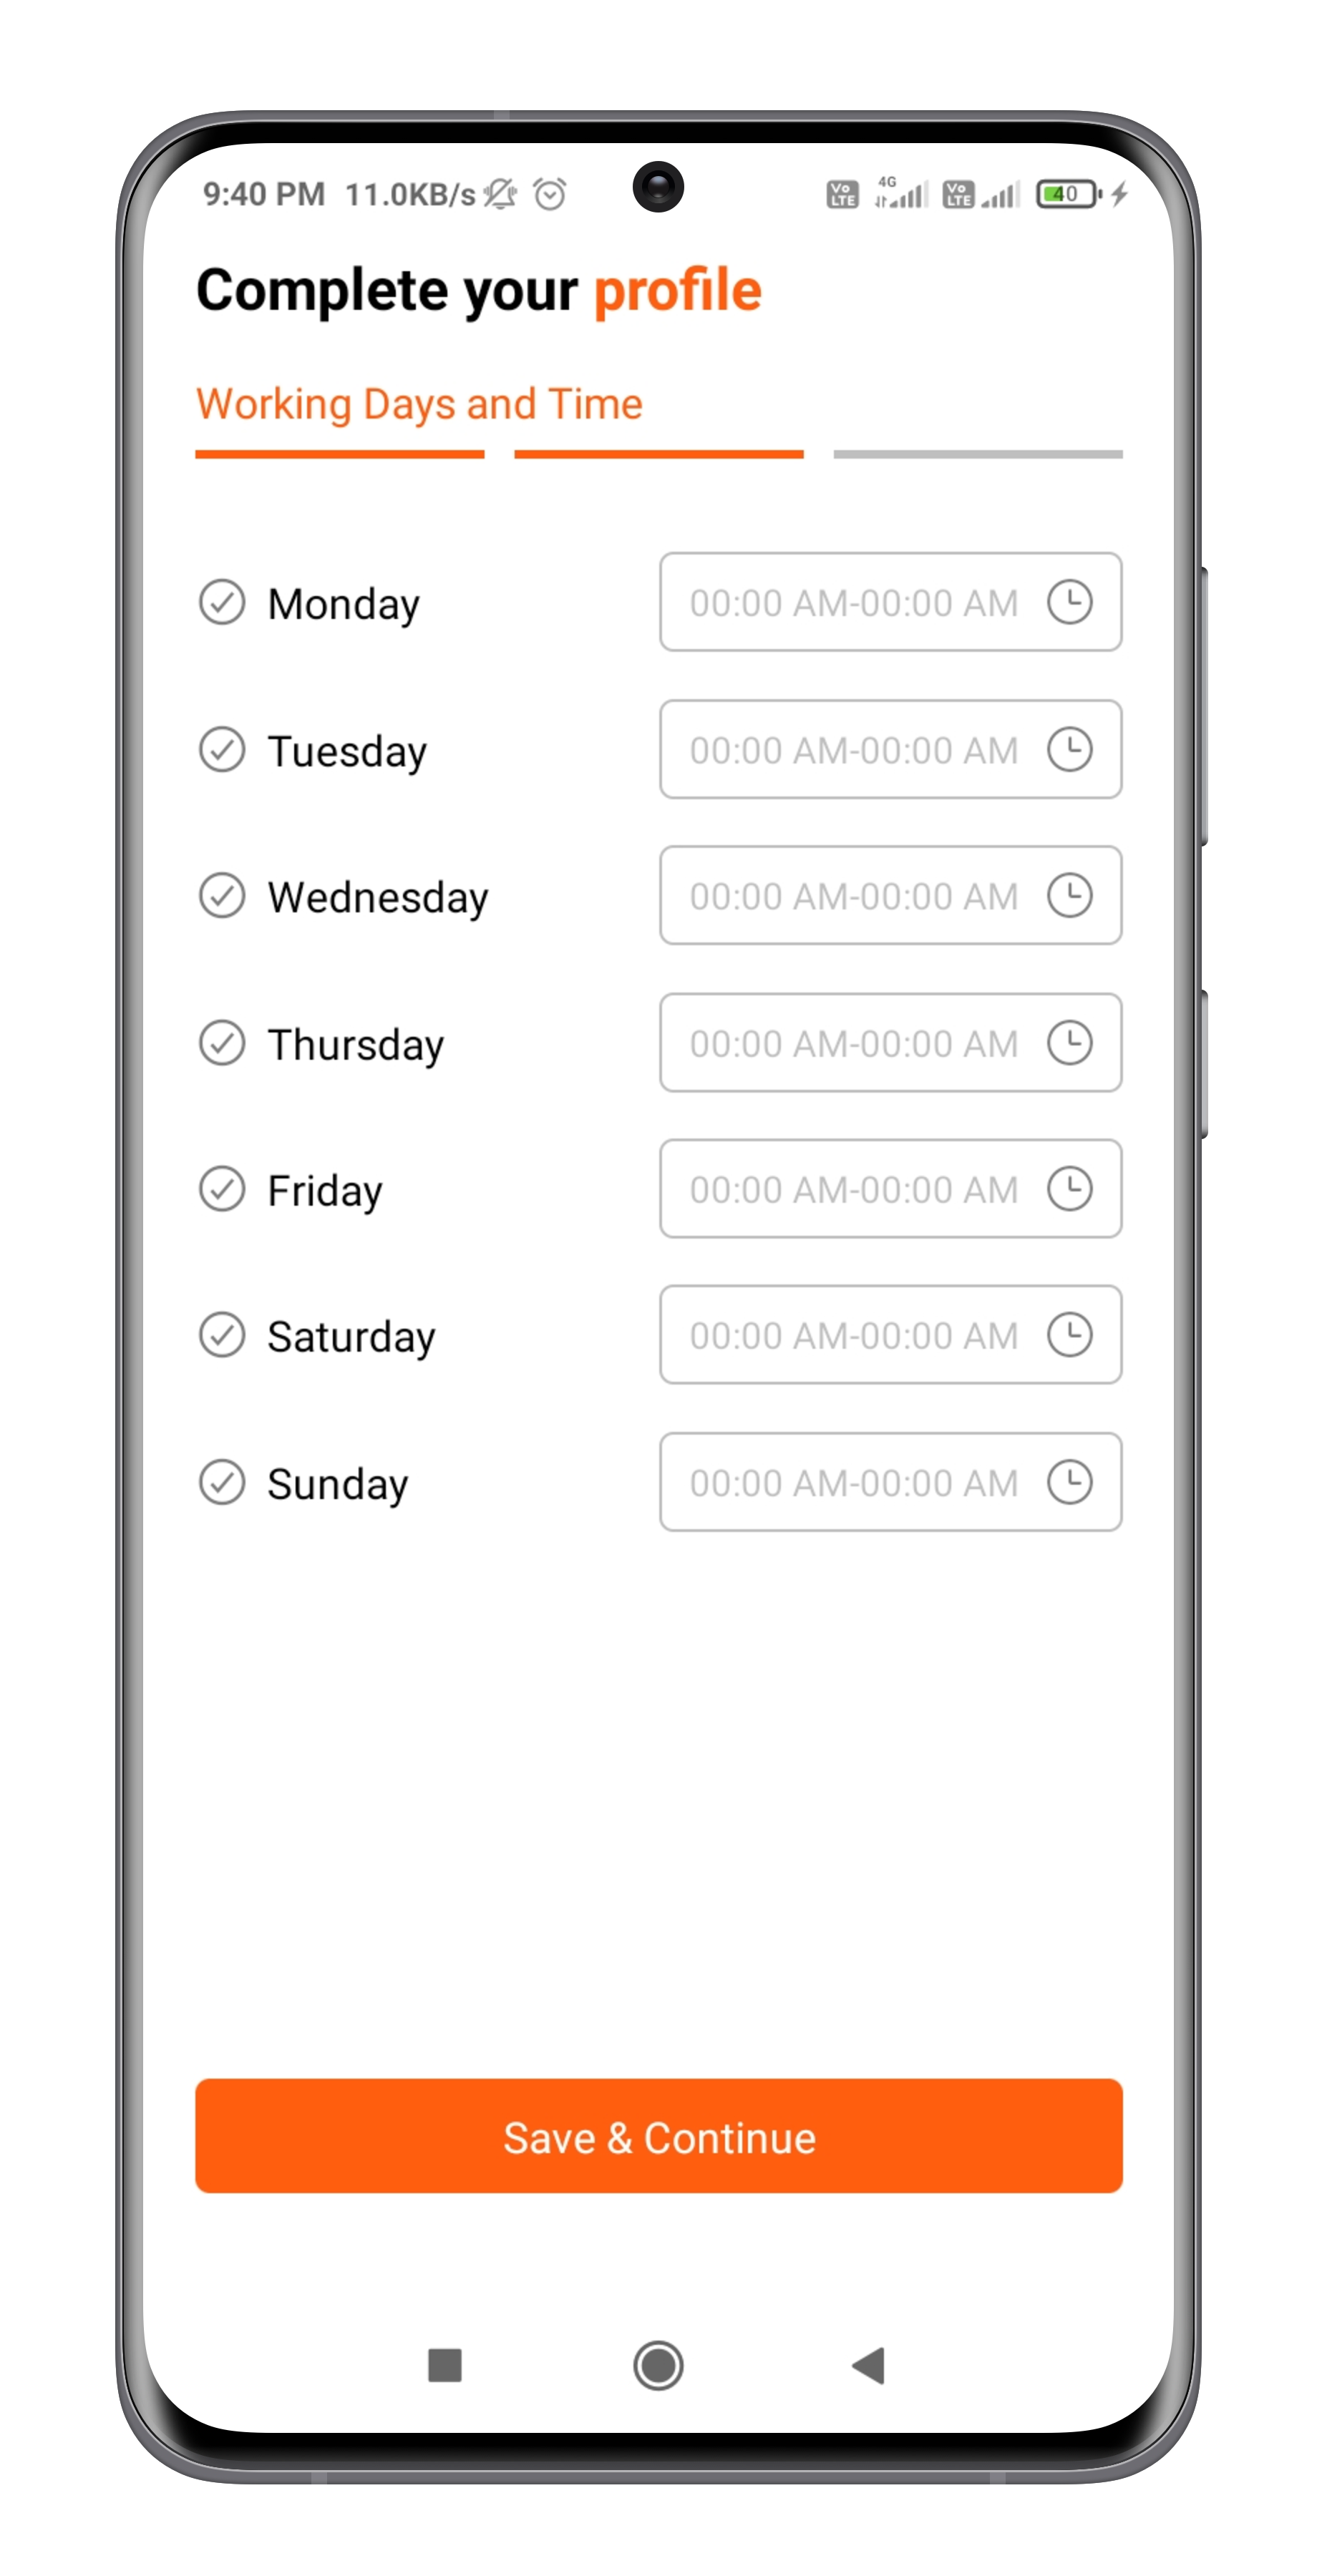 9:40 PM 11.0KB/s Vo LTE 4G Vo LTE 40
Complete your profile
Working Days and Time
Monday 00:00 AM-00:00 AM
Tuesday 00:00 AM-00:00 AM
Wednesday 00:00 AM-00:00 AM
Thursday 00:00 AM-00:00 AM
Friday 00:00 AM-00:00 AM
Saturday 00:00 AM-00:00 AM
Sunday 00:00 AM-00:00 AM
Save & Continue